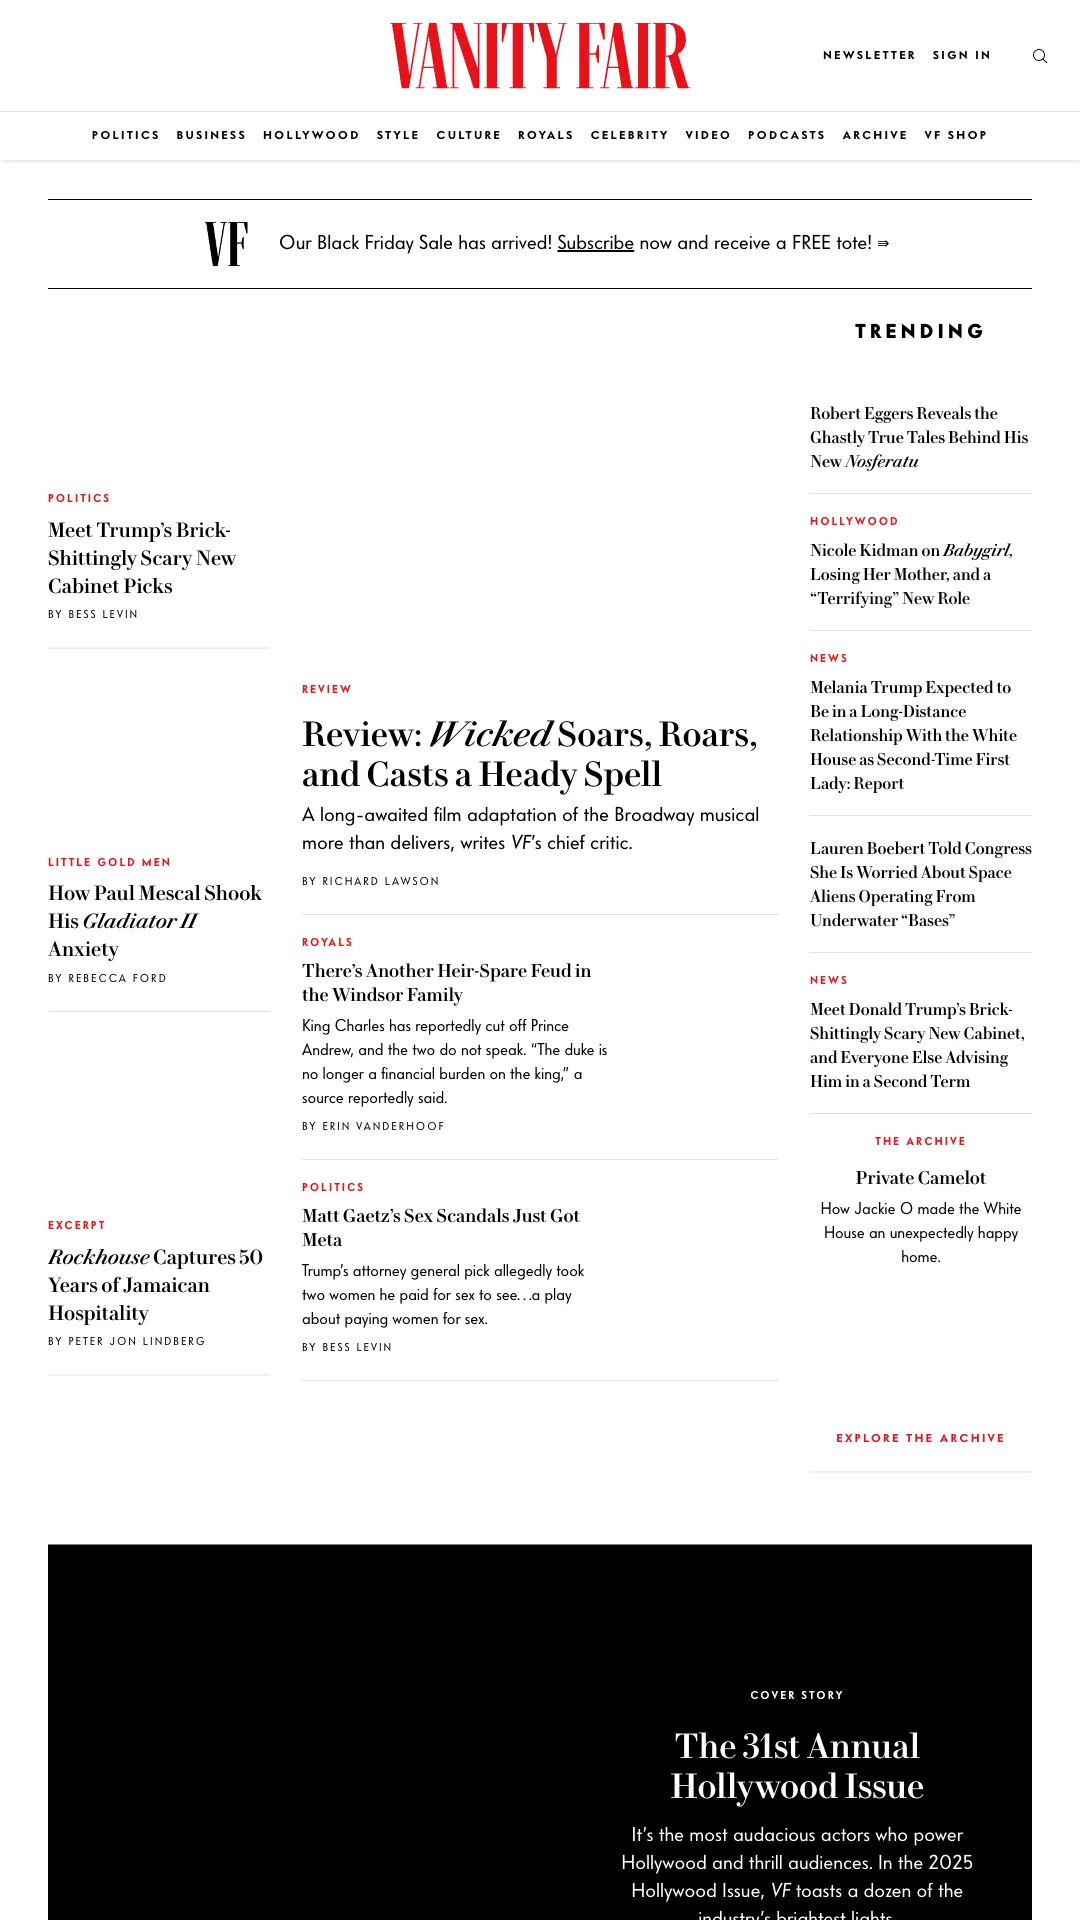 VANITY FAIR
NEWSLETTER SIGN IN
POLITICS BUSINESS HOLLYWOOD STYLE CULTURE ROYALS CELEBRITY VIDEO PODCASTS ARCHIVE VF SHOP
VF
Our Black Friday Sale has arrived! Subscribe now and receive a FREE tote! ⇛
POLITICS
Meet Trump’s Brick-
Shittingly Scary New
Cabinet Picks
BY BESS LEVIN
LITTLE GOLD MEN
How Paul Mescal Shook
His Gladiator II
Anxiety
BY REBECCA FORD
EXCERPT
Rockhouse Captures 50
Years of Jamaican
Hospitality
BY PETER JON LINDBERG
REVIEW
Review: Wicked Soars, Roars,
and Casts a Heady Spell
A long-awaited film adaptation of the Broadway musical
more than delivers, writes VF’s chief critic.
BY RICHARD LAWSON
ROYALS
There’s Another Heir-Spare Feud in
the Windsor Family
King Charles has reportedly cut off Prince
Andrew, and the two do not speak. “The duke is
no longer a financial burden on the king,” a
source reportedly said.
BY ERIN VANDERHOOF
POLITICS
Matt Gaetz’s Sex Scandals Just Got
Meta
Trump’s attorney general pick allegedly took
two women he paid for sex to see…a play
about paying women for sex.
BY BESS LEVIN
TRENDING
Robert Eggers Reveals the
Ghastly True Tales Behind His
New Nosferatu
HOLLYWOOD
Nicole Kidman on Babygirl,
Losing Her Mother, and a
“Terrifying” New Role
NEWS
Melania Trump Expected to
Be in a Long-Distance
Relationship With the White
House as Second-Time First
Lady: Report
Lauren Boebert Told Congress
She Is Worried About Space
Aliens Operating From
Underwater “Bases”
NEWS
Meet Donald Trump’s Brick-
Shittingly Scary New Cabinet,
and Everyone Else Advising
Him in a Second Term
THE ARCHIVE
Private Camelot
How Jackie O made the White
House an unexpectedly happy
home.
EXPLORE THE ARCHIVE
COVER STORY
The 31st Annual
Hollywood Issue
It’s the most audacious actors who power
Hollywood and thrill audiences. In the 2025
Hollywood Issue, VF toasts a dozen of the
industry’s brightest lights